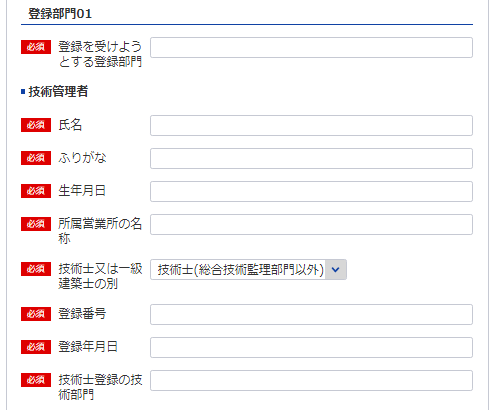 登録部門01
必須 登録を受けよう
とする登録部門
技術管理者
必須 氏名
必須 ふりがな
必須 生年月日
必須 所属営業所の名
称
必須 技術士又は一級 技術士(総合技術監理部門以外)
建築士の別
必須 登録番号
必須 登録年月日
必須 技術士登録の技
術部門